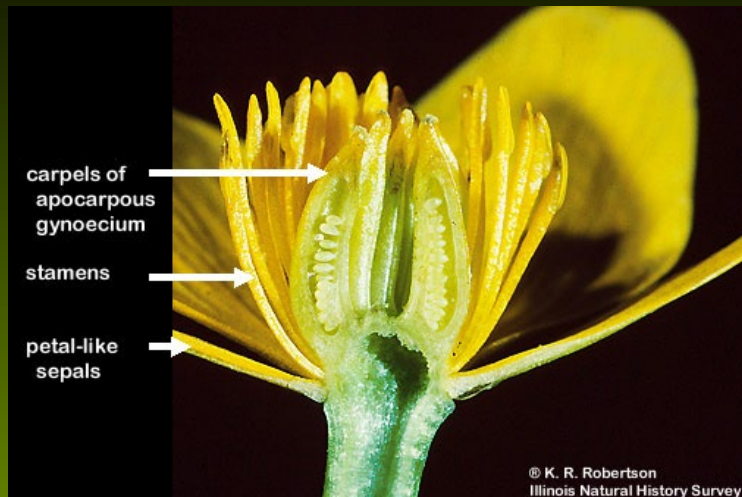 carpels of
apocarpous
gynoecium
stamens
petal-like
sepals
® K. R. Robertson
Illinois Natural History Survey